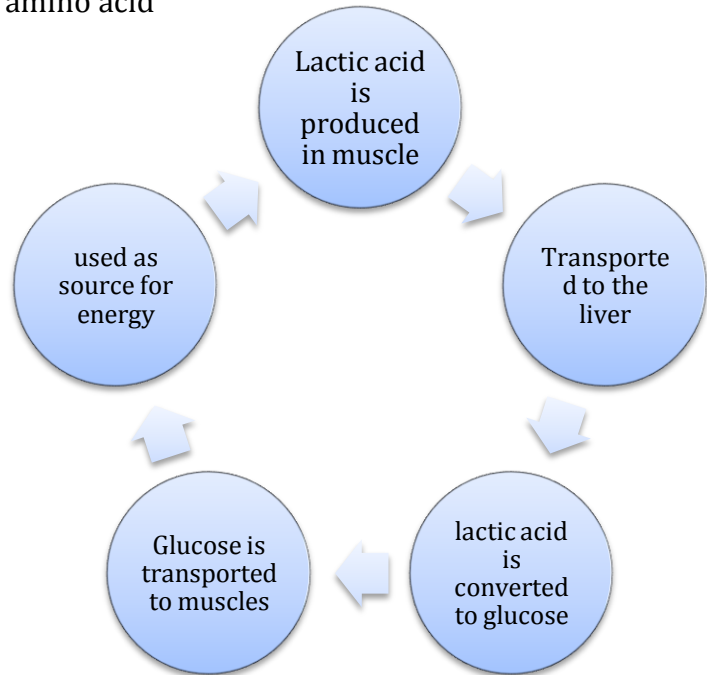 amino acid
Lactic acid
is
produced
in muscle
Transporte
d to the
liver
lactic acid
is
converted
to glucose
Glucose is
transported
to muscles
used as
source for
energy